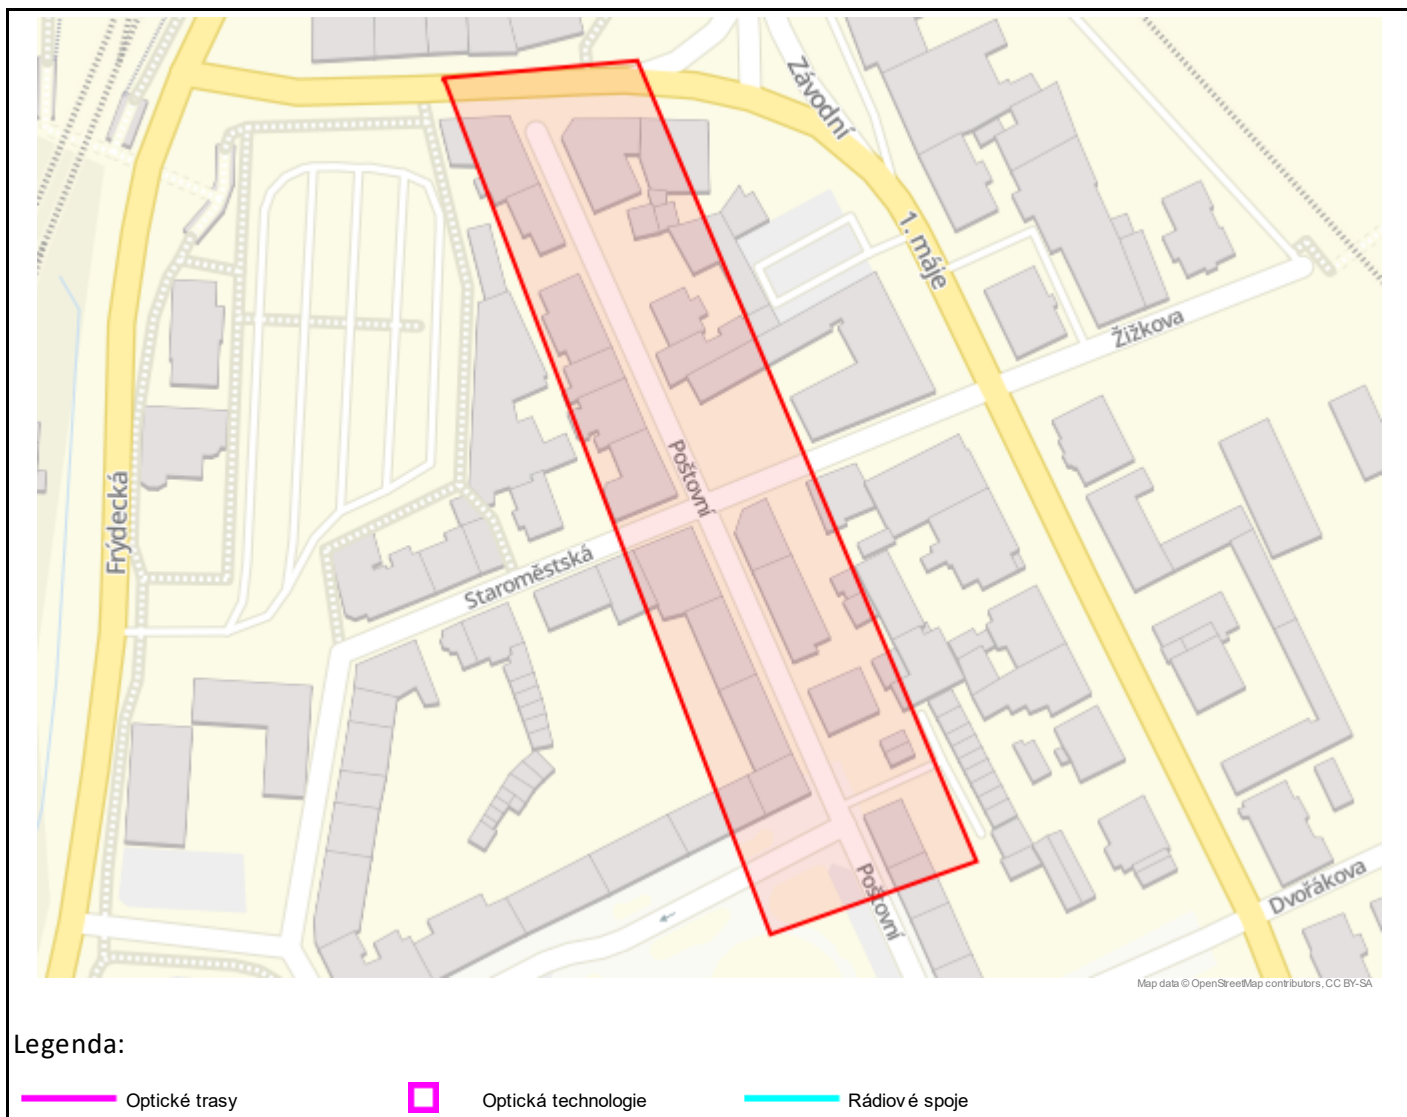 Závodní
1. máje
Žižkova
Poštovní
Frýdecká
Staroměstská
Poštovní
Dvořákova
Map data © OpenStreetMap contributors, CC BY-SA
Legenda:
Optické trasy
Optická technologie
Rádiové spoje